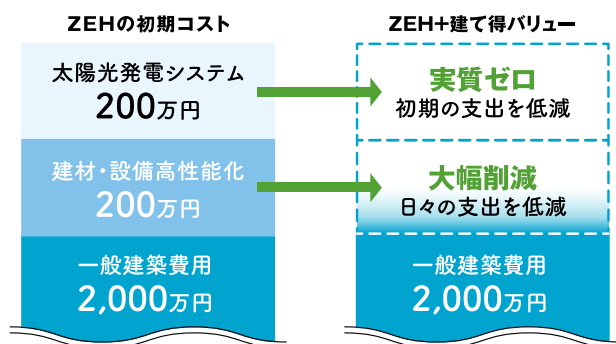 ZEHの初期コスト
太陽光発電システム
200万円
建材・設備高性能化
200万円
一般建築費用
2,000万円
ZEH+建て得バリュー
実質ゼロ
初期の支出を低減
大幅削減
日々の支出を低減
一般建築費用
2,000万円